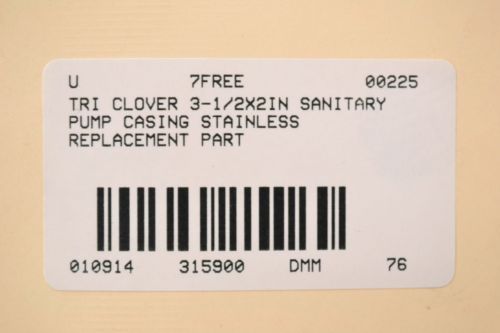 U 7FREE 00225
TRI CLOVER 3-1/2X2IN SANITARY
PUMP CASING STAINLESS
REPLACEMENT PART
010914 315900 DMM 76